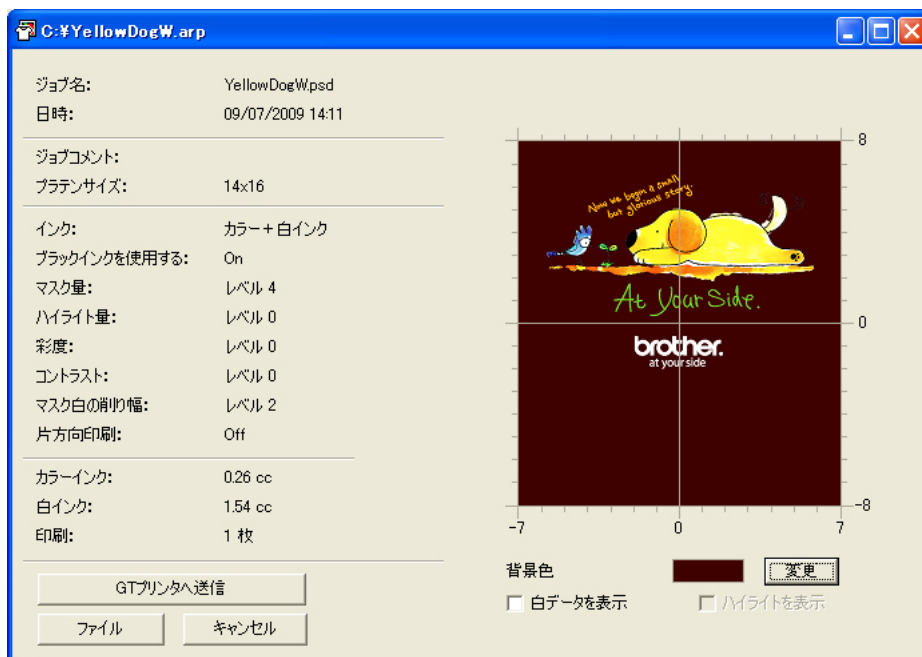 C:¥YellowDogW.arp
ジョブ名: YellowDogW.psd
日時: 09/07/2009 14:11
ジョブコメント:
プラテンサイズ: 14x16
インク: カラー+白インク
ブラックインクを使用する: On
マスク量: レベル 4
ハイライト量: レベル 0
彩度: レベル 0
コントラスト: レベル 0
マスク白の削り幅: レベル 2
片方向印刷: Off
カラーインク: 0.26 cc
白インク: 1.54 cc
印刷: 1 枚
GTプリンタへ送信
ファイル キャンセル
8
Now we begin a small
but glorious story.
At Your Side.
0
brother.
at your side
-8
-7 0 7
背景色 変更
白データを表示 ハイライトを表示